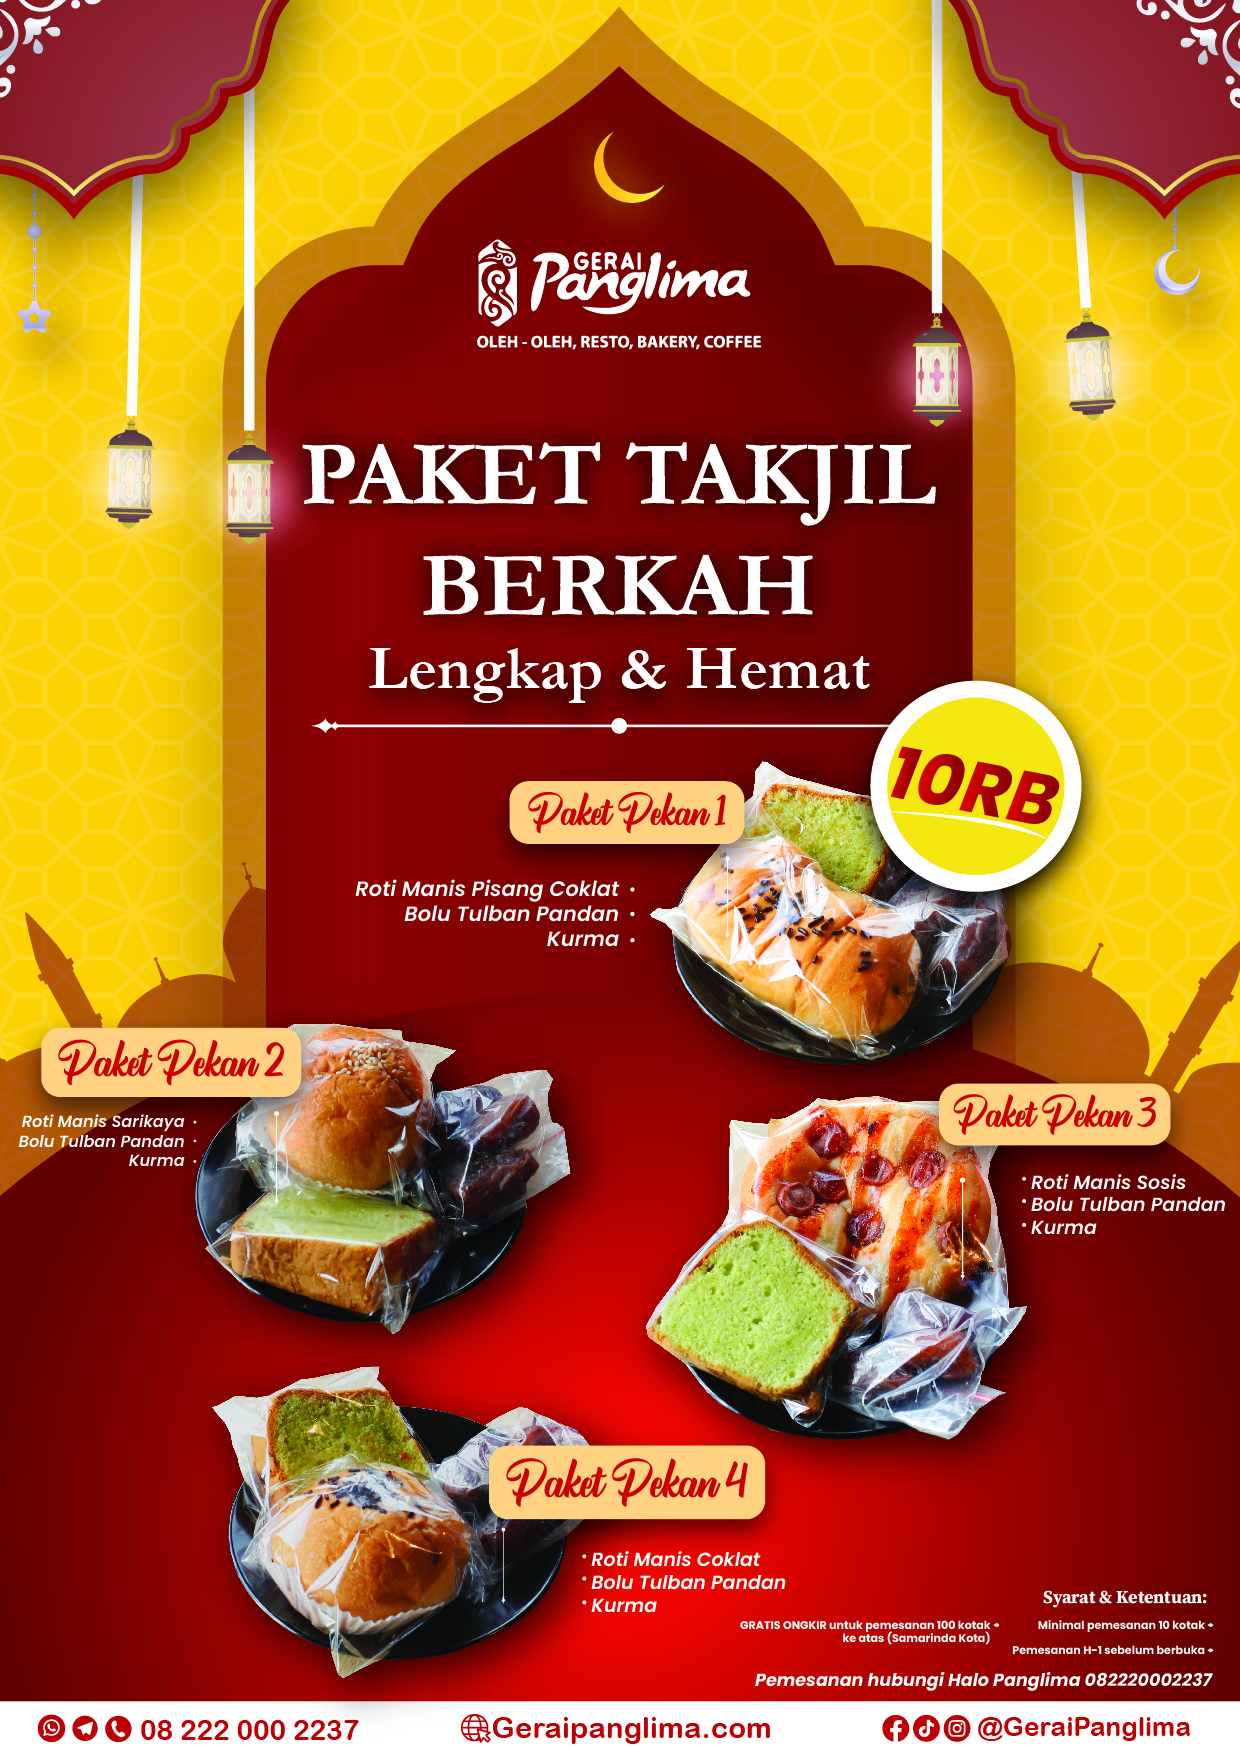 GERAI
Panglima
OLEH - OLEH, RESTO, BAKERY, COFFEE
PAKET TAKJIL
BERKAH
Lengkap & Hemat
10RB
Paket Pekan 1
Roti Manis Pisang Coklat •
Bolu Tulban Pandan •
Kurma •
Paket Pekan 2
Roti Manis Sarikaya •
Bolu Tulban Pandan •
Kurma •
Paket Pekan 3
• Roti Manis Sosis
• Bolu Tulban Pandan
• Kurma
Paket Pekan 4
• Roti Manis Coklat
• Bolu Tulban Pandan
• Kurma
Syarat & Ketentuan:
GRATIS ONGKIR untuk pemesanan 100 kotak
ke atas (Samarinda Kota)
Minimal pemesanan 10 kotak
Pemesanan H-1 sebelum berbuka
Pemesanan hubungi Halo Panglima 082220002237
08 222 000 2237
Geraipanglima.com
@GeraiPanglima